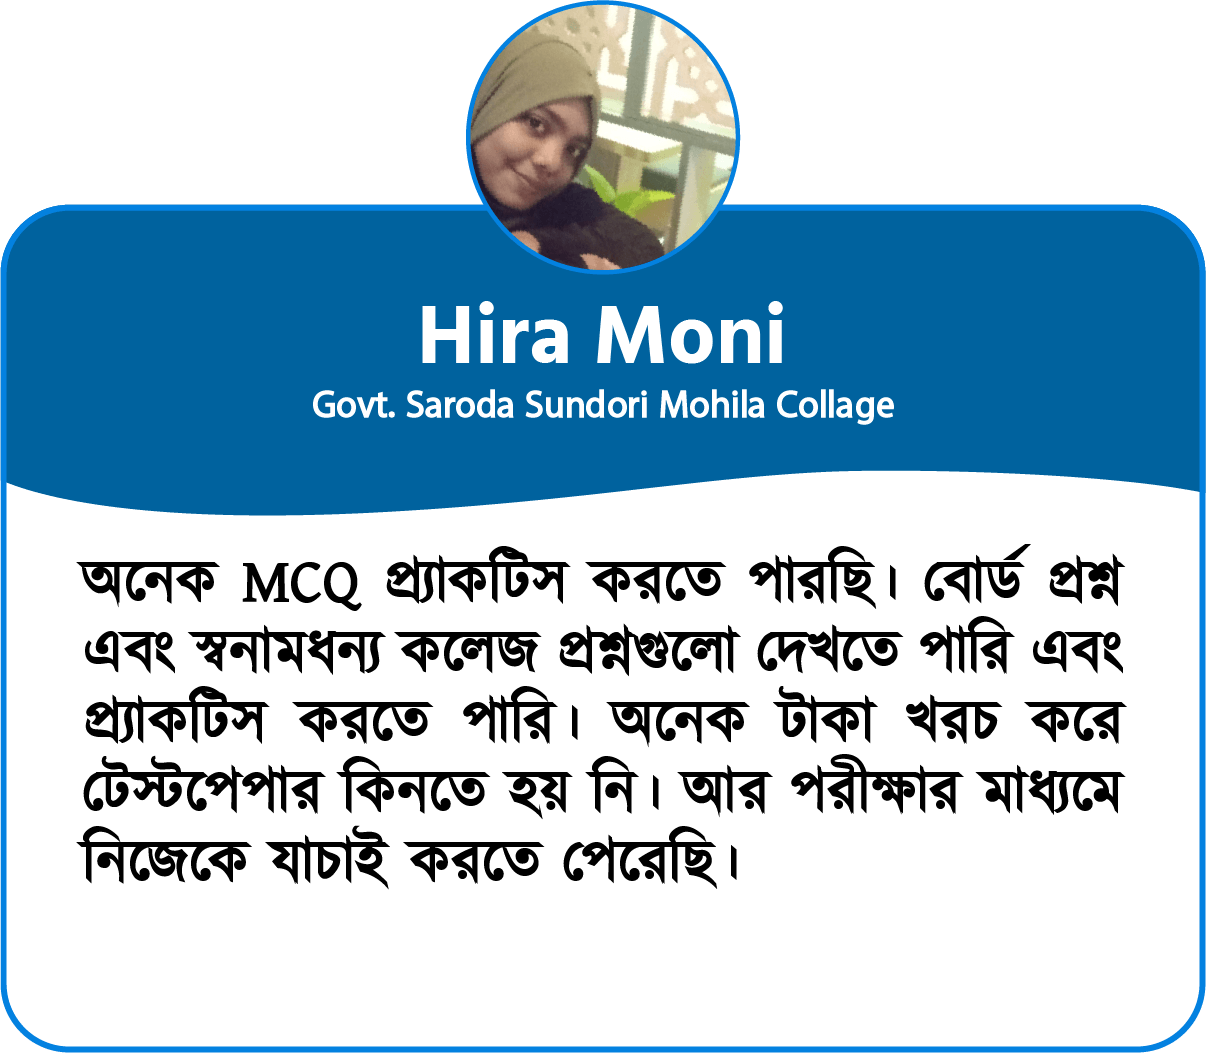 Hira Moni
Govt. Saroda Sundori Mohila Collage
অনেক MCQ প্র্যাকটিস করতে পারছি। বোর্ড প্রশ্ন
এবং স্বনামধন্য কলেজ প্রশ্নগুলো দেখতে পারি এবং
প্র্যাকটিস করতে পারি। অনেক টাকা খরচ করে
টেস্টপেপার কিনতে হয় নি। আর পরীক্ষার মাধ্যমে
নিজেকে যাচাই করতে পেরেছি।